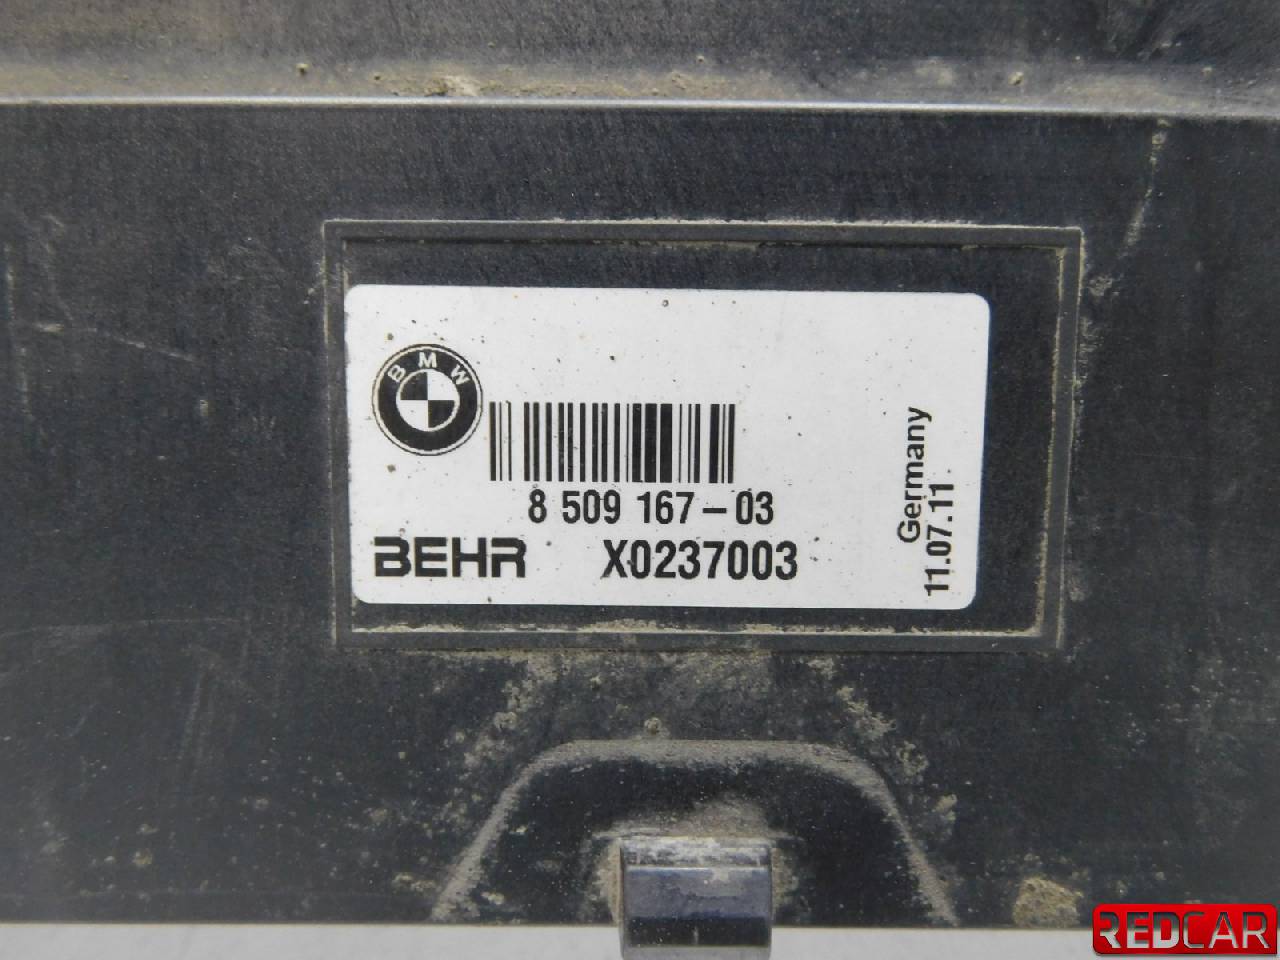 BMW
8 509 167-03
BEHR X0237003
Germany
11.07.11
REDCAR